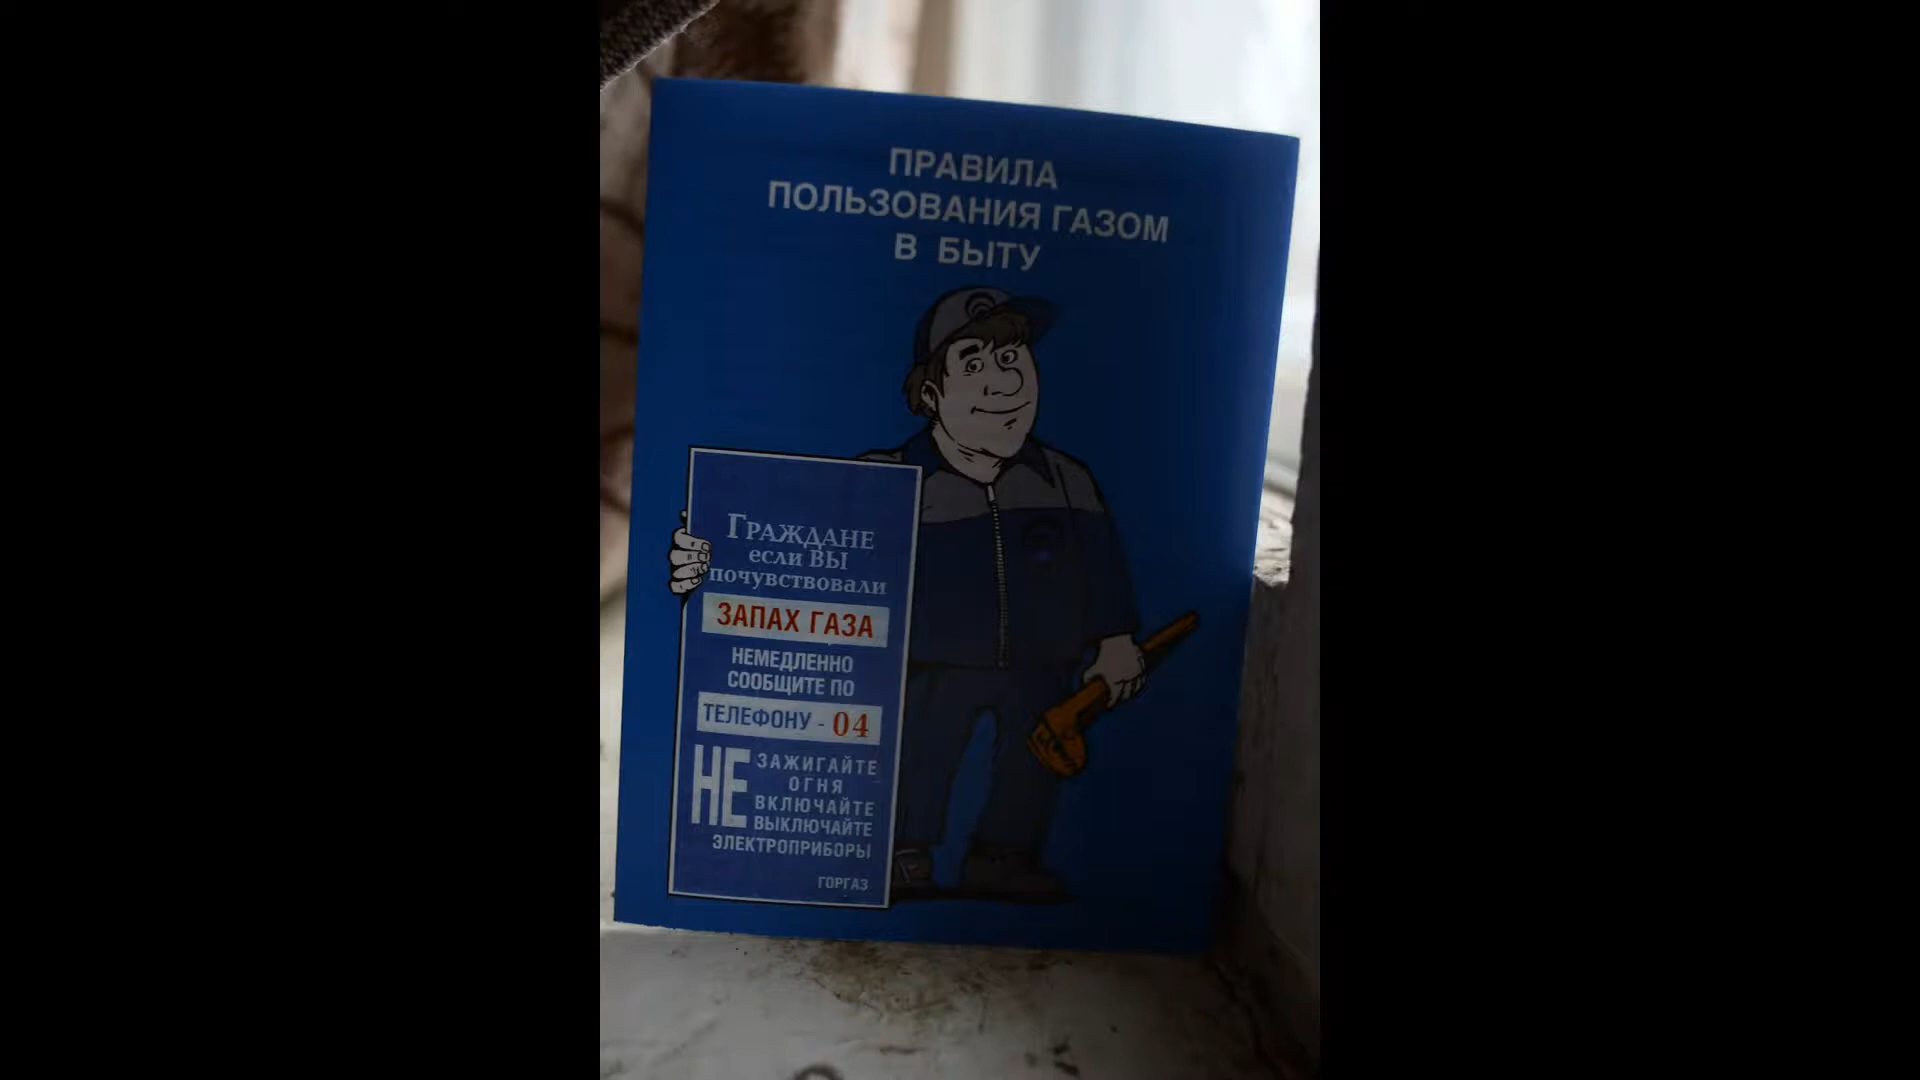 ПРАВИЛА
ПОЛЬЗОВАНИЯ ГАЗОМ
В БЫТУ
ГРАЖДАНЕ
если ВЫ
почувствовали
ЗАПАХ ГАЗА
НЕМЕДЛЕННО
СООБЩИТЕ ПО
ТЕЛЕФОНУ - 04
НЕ ЗАЖИГАЙТЕ
ОГНЯ
ВКЛЮЧАЙТЕ
ВЫКЛЮЧАЙТЕ
ЭЛЕКТРОПРИБОРЫ
ГОРГАЗ